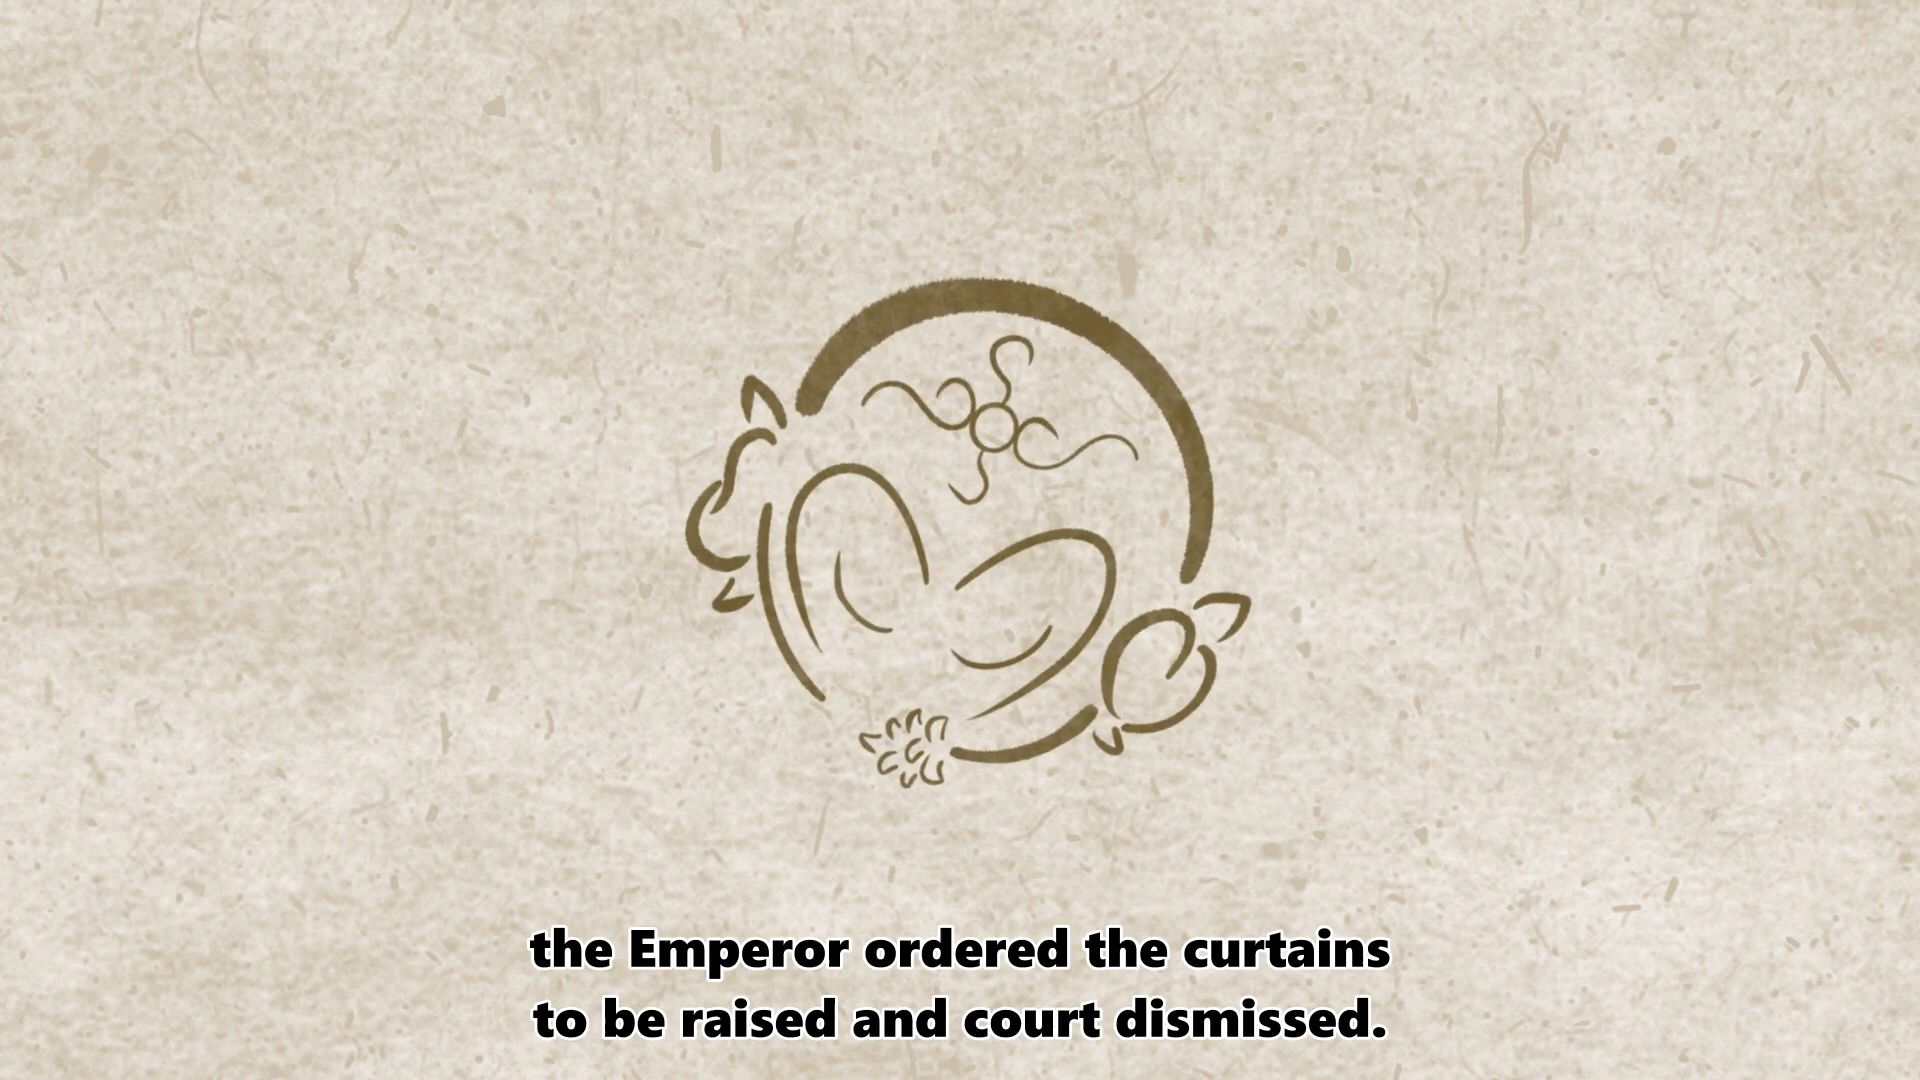 the Emperor ordered the curtains
to be raised and court dismissed.